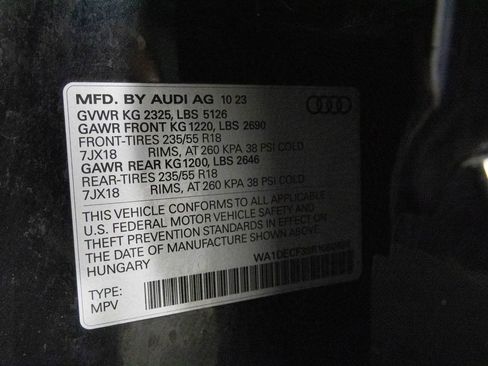 MFD. BY AUDI AG 10 23
GVWR KG 2325, LBS 5126
GAWR FRONT KG1220, LBS 2690
FRONT-TIRES 235/55 R18
7JX18 RIMS, AT 260 KPA 38 PSI COLD
GAWR REAR KG1200, LBS 2646
REAR-TIRES 235/55 R18
7JX18 RIMS, AT 260 KPA 38 PSI COLD
THIS VEHICLE CONFORMS TO ALL APPLICABLE
U.S. FEDERAL MOTOR VEHICLE SAFETY AND
THEFT PREVENTION STANDARDS IN EFFECT ON
THE DATE OF MANUFACTURE SHOWN ABOVE
HUNGARY
TYPE:
MPV